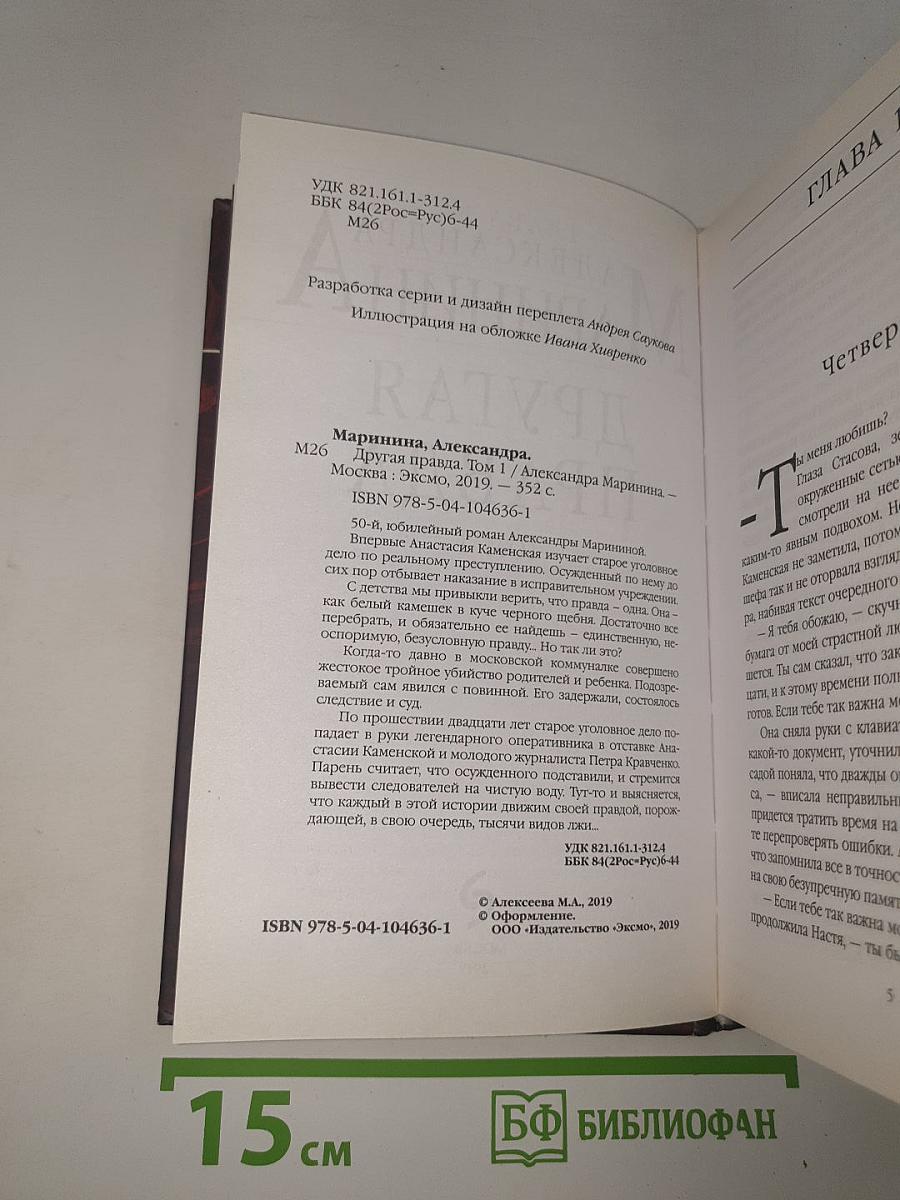 УДК 821.161.1-312.4
ББК 84(2Рос=Рус)6-44
М26
Разработка серии и дизайн переплета Андрея Саукова
Иллюстрация на обложке Ивана Хивренко
Маринина, Александра.
М26 Другая правда. Том 1 / Александра Маринина. —
Москва : Эксмо, 2019. — 352 с.
ISBN 978-5-04-104636-1
50-й, юбилейный роман Александры Марининой.
Впервые Анастасия Каменская изучает старое уголовное
дело по реальному преступлению. Осужденный по нему до
сих пор отбывает наказание в исправительном учреждении.
С детства мы привыкли верить, что правда – одна. Она –
как белый камешек в куче черного щебня. Достаточно все
перебрать, и обязательно ее найдешь – единственную, не-
оспоримую, безусловную правду... Но так ли это?
Когда-то давно в московской коммуналке совершено
жестокое тройное убийство родителей и ребенка. Подозре-
ваемый сам явился с повинной. Его задержали, состоялось
следствие и суд.
По прошествии двадцати лет старое уголовное дело по-
падает в руки легендарного оперативника в отставке Ана-
стасии Каменской и молодого журналиста Петра Кравченко.
Парень считает, что осужденного подставили, и стремится
вывести следователей на чистую воду. Тут-то и выясняется,
что каждый в этой истории движим своей правдой, порож-
дающей, в свою очередь, тысячи видов лжи...
УДК 821.161.1-312.4
ББК 84(2Рос=Рус)6-44
© Алексеева М.А., 2019
© Оформление.
ООО «Издательство «Эксмо», 2019
ISBN 978-5-04-104636-1
ГЛАВА
Четвер
-Ты меня любишь?
Глаза Стасова, зе
окруженные сеть
смотрели на нее
каким-то явным подвохом. Н
Каменская не заметила, потом
шефа так и не оторвала взгляд
ра, набивая текст очередного
– Я тебя обожаю, — скучн
бумага от моей страстной лю
шется. Ты сам сказал, что зак
цати, и к этому времени пол
готов. Если тебе так важна м
Она сняла руки с клавиат
какой-то документ, уточнил
садой поняла, что дважды о
са, — вписала неправильн
придется тратить время на
те перепроверять ошибки.
что запомнила все в точнос
на свою безупречную памят
– Если тебе так важна мо
продолжила Настя, — ты бы
5
15 см
БФ БИБЛИОФАН